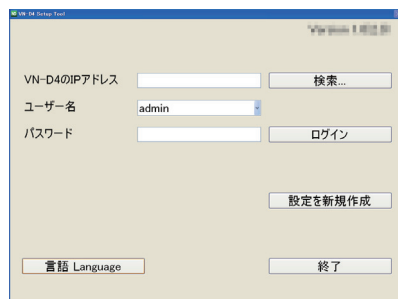 VN-D4 Setup Tool
VN-D4のIPアドレス 検索...
ユーザー名 admin
パスワード ログイン
設定を新規作成
言語 Language 終了